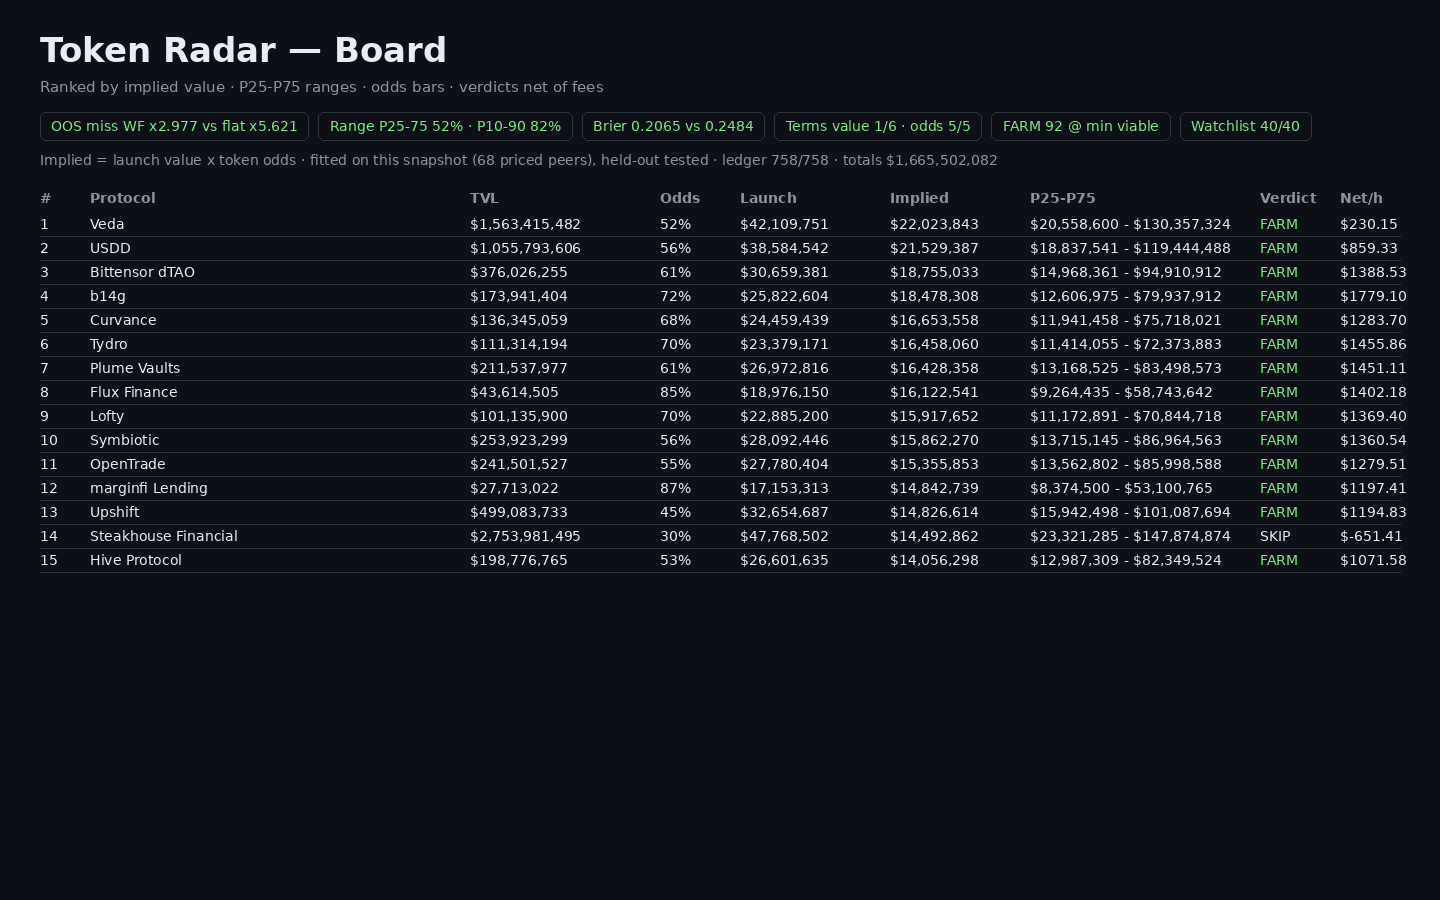 Token Radar — Board
Ranked by implied value · P25-P75 ranges · odds bars · verdicts net of fees
OOS miss WF x2.977 vs flat x5.621 Range P25-75 52% · P10-90 82% Brier 0.2065 vs 0.2484 Terms value 1/6 · odds 5/5 FARM 92 @ min viable Watchlist 40/40
Implied = launch value x token odds · fitted on this snapshot (68 priced peers), held-out tested · ledger 758/758 · totals $1,665,502,082
# Protocol TVL Odds Launch Implied P25-P75 Verdict Net/h
1 Veda $1,563,415,482 52% $42,109,751 $22,023,843 $20,558,600 - $130,357,324 FARM $230.15
2 USDD $1,055,793,606 56% $38,584,542 $21,529,387 $18,837,541 - $119,444,488 FARM $859.33
3 Bittensor dTAO $376,026,255 61% $30,659,381 $18,755,033 $14,968,361 - $94,910,912 FARM $1388.53
4 b14g $173,941,404 72% $25,822,604 $18,478,308 $12,606,975 - $79,937,912 FARM $1779.10
5 Curvance $136,345,059 68% $24,459,439 $16,653,558 $11,941,458 - $75,718,021 FARM $1283.70
6 Tydro $111,314,194 70% $23,379,171 $16,458,060 $11,414,055 - $72,373,883 FARM $1455.86
7 Plume Vaults $211,537,977 61% $26,972,816 $16,428,358 $13,168,525 - $83,498,573 FARM $1451.11
8 Flux Finance $43,614,505 85% $18,976,150 $16,122,541 $9,264,435 - $58,743,642 FARM $1402.18
9 Lofty $101,135,900 70% $22,885,200 $15,917,652 $11,172,891 - $70,844,718 FARM $1369.40
10 Symbiotic $253,923,299 56% $28,092,446 $15,862,270 $13,715,145 - $86,964,563 FARM $1360.54
11 OpenTrade $241,501,527 55% $27,780,404 $15,355,853 $13,562,802 - $85,998,588 FARM $1279.51
12 marginfi Lending $27,713,022 87% $17,153,313 $14,842,739 $8,374,500 - $53,100,765 FARM $1197.41
13 Upshift $499,083,733 45% $32,654,687 $14,826,614 $15,942,498 - $101,087,694 FARM $1194.83
14 Steakhouse Financial $2,753,981,495 30% $47,768,502 $14,492,862 $23,321,285 - $147,874,874 SKIP $-651.41
15 Hive Protocol $198,776,765 53% $26,601,635 $14,056,298 $12,987,309 - $82,349,524 FARM $1071.58